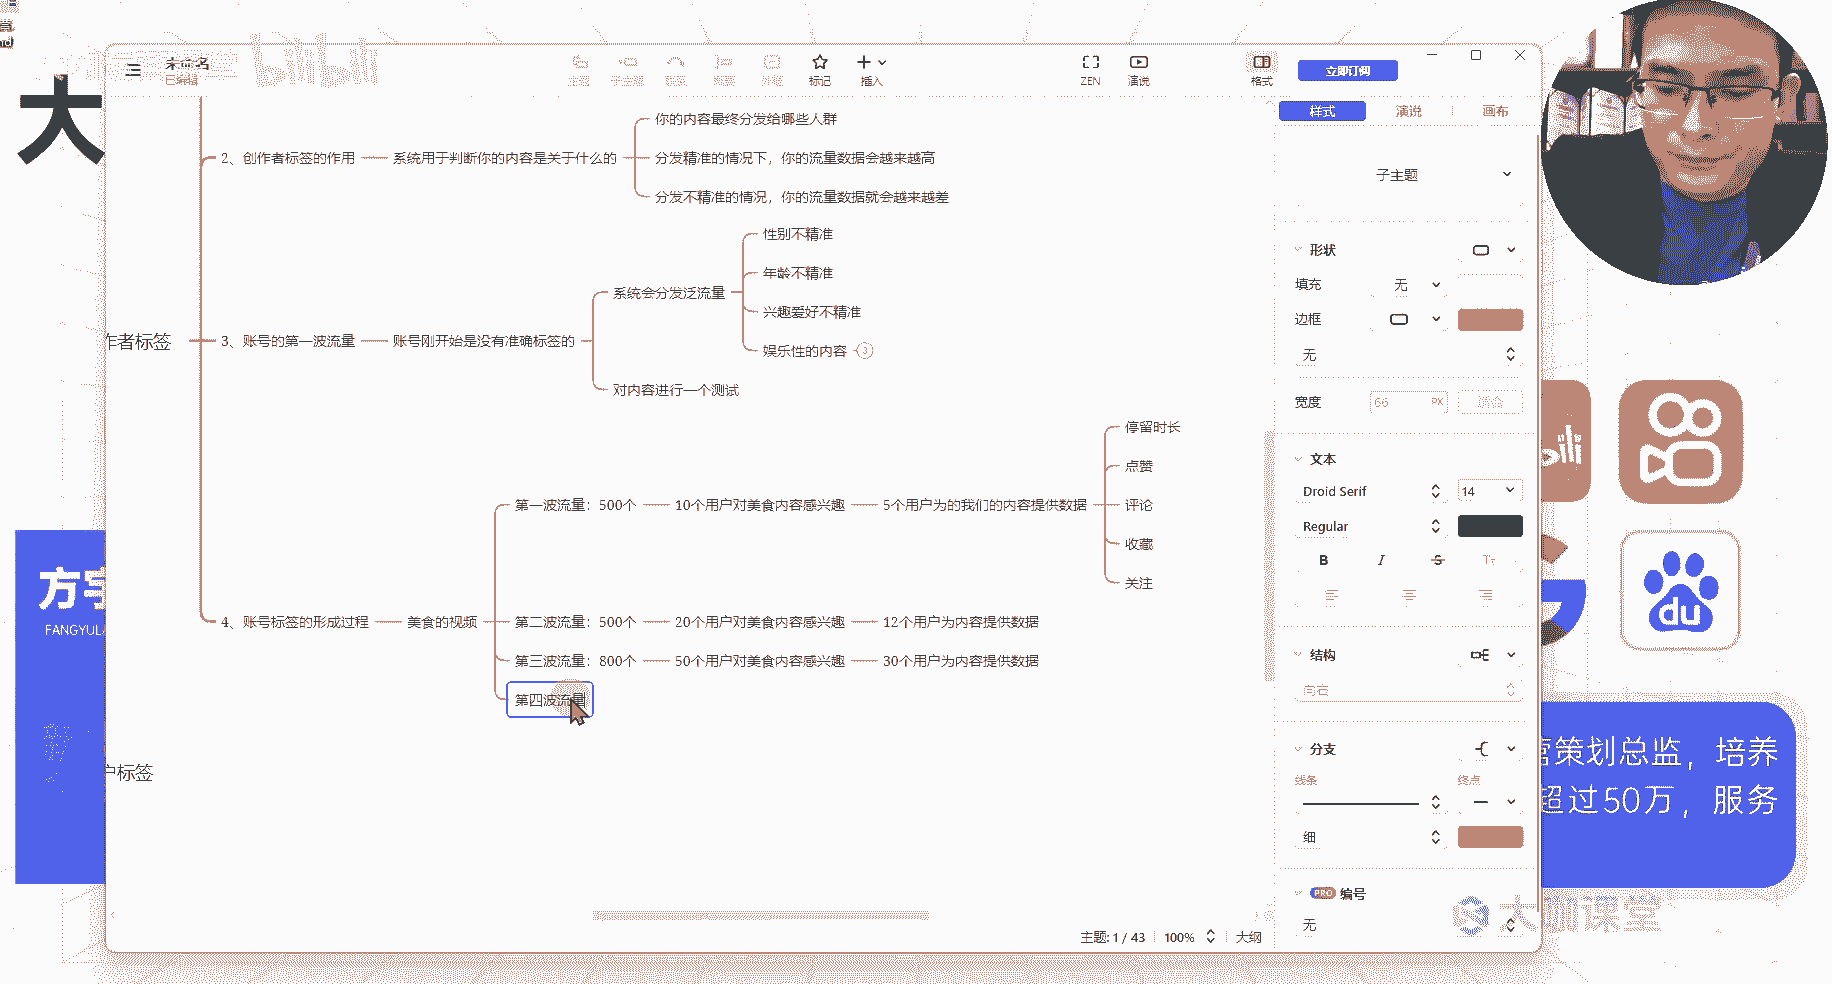 大
未命名
已编辑
bilibili
主题
子主题
标记
插入
ZEN
演说
格式
立即订阅
样式
演说
画布
子主题
形状
填充
无
边框
无
宽度
66
PX
文本
Droid Serif
14
Regular
B
I
S
结构
向右
分支
线条
终点
细
PRO 编号
无
你的内容最终分发给哪些人群
2、创作者标签的作用
系统用于判断你的内容是关于什么的
分发精准的情况下，你的流量数据会越来越高
分发不精准的情况，你的流量数据就会越来越差
性别不精准
年龄不精准
系统会分发泛流量
兴趣爱好不精准
作者标签
3、账号的第一波流量
账号刚开始是没有准确标签的
娱乐性的内容
3
对内容进行一个测试
停留时长
点赞
第一波流量：500个
10个用户对美食内容感兴趣
5个用户为的我们的内容提供数据
评论
收藏
关注
4、账号标签的形成过程
美食的视频
第二波流量：500个
20个用户对美食内容感兴趣
12个用户为内容提供数据
第三波流量：800个
50个用户对美食内容感兴趣
30个用户为内容提供数据
第四波流量
户标签
主题: 1 / 43
100%
大纲
方宇
FANGYULA
du
营策划总监，培养
超过50万，服务
大咖课堂